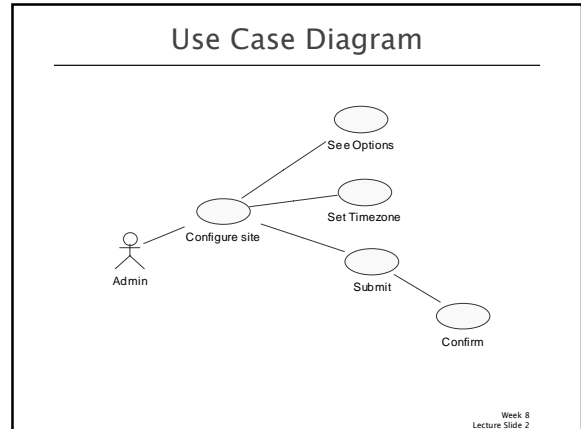 Use Case Diagram
See Options
Set Timezone
Configure site
Admin
Submit
Confirm
Week 8
Lecture Slide 2